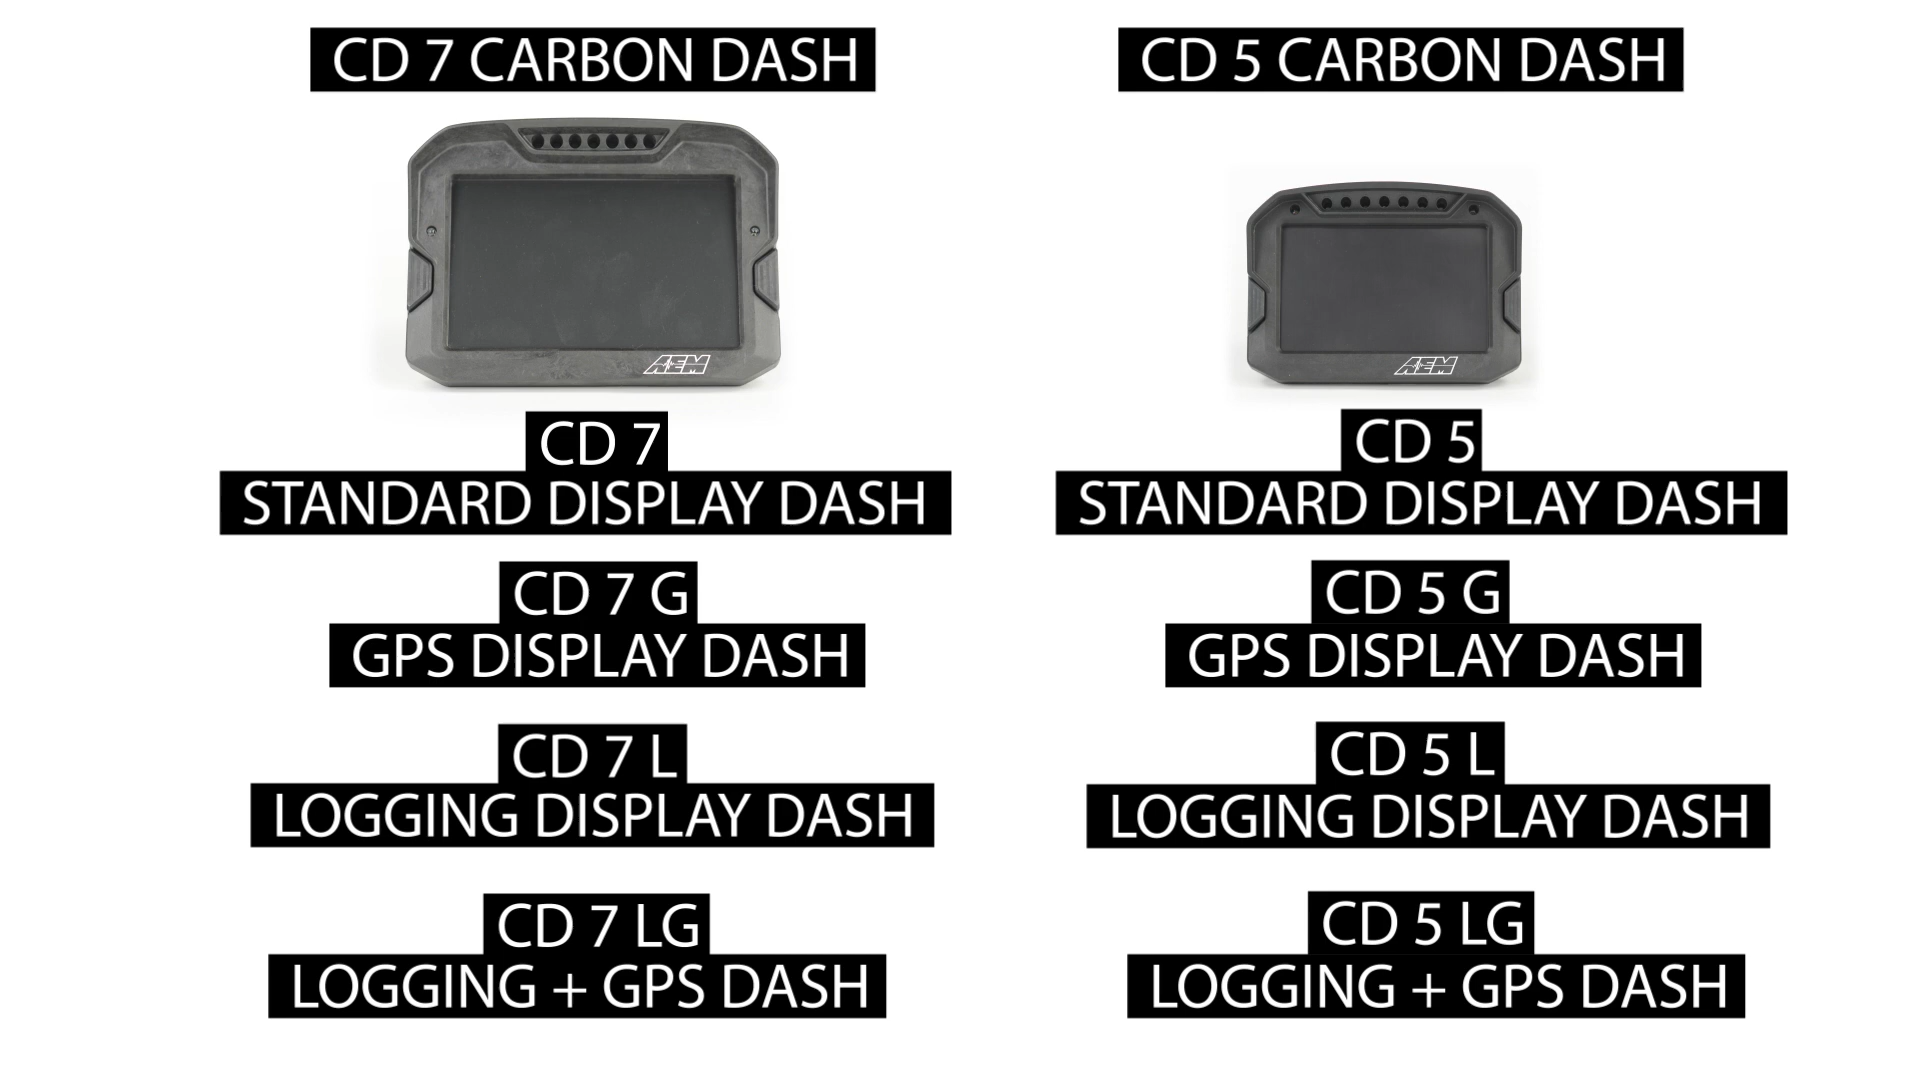 CD 7 CARBON DASH
AEM
CD 7
STANDARD DISPLAY DASH
CD 7 G
GPS DISPLAY DASH
CD 7 L
LOGGING DISPLAY DASH
CD 7 LG
LOGGING + GPS DASH
CD 5 CARBON DASH
AEM
CD 5
STANDARD DISPLAY DASH
CD 5 G
GPS DISPLAY DASH
CD 5 L
LOGGING DISPLAY DASH
CD 5 LG
LOGGING + GPS DASH